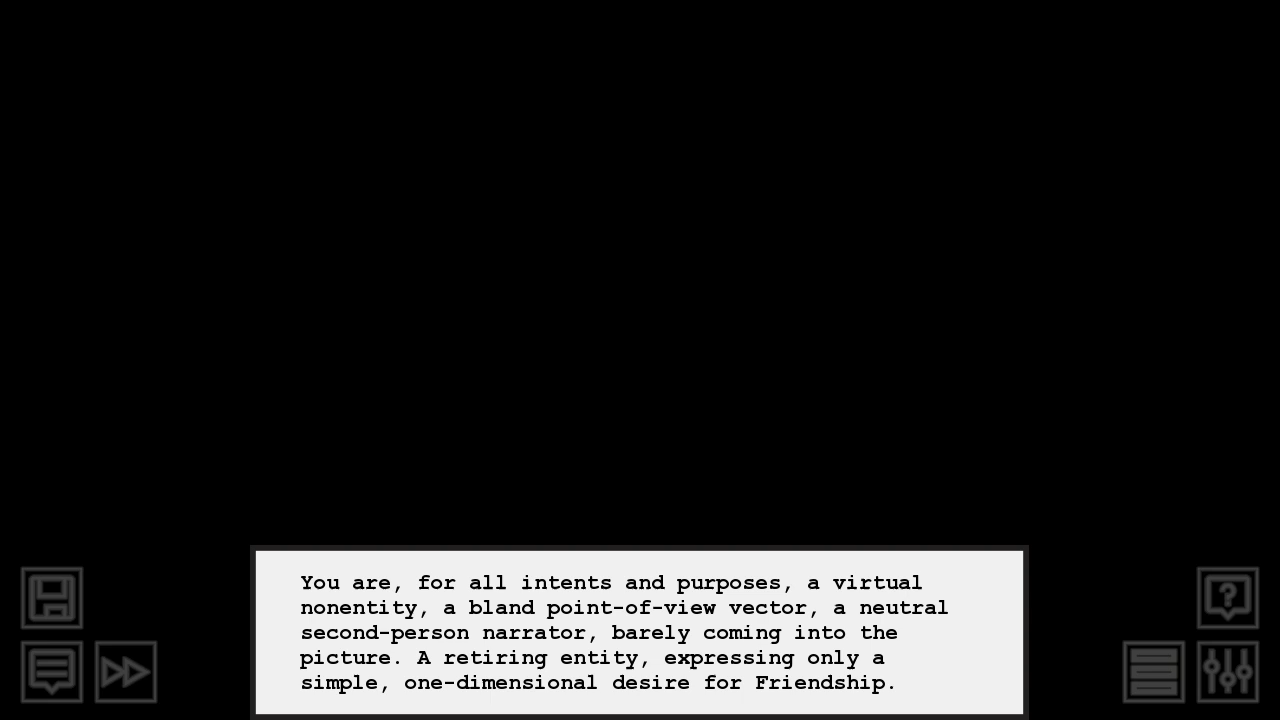 You are, for all intents and purposes, a virtual
nonentity, a bland point-of-view vector, a neutral
second-person narrator, barely coming into the
picture. A retiring entity, expressing only a
simple, one-dimensional desire for Friendship.